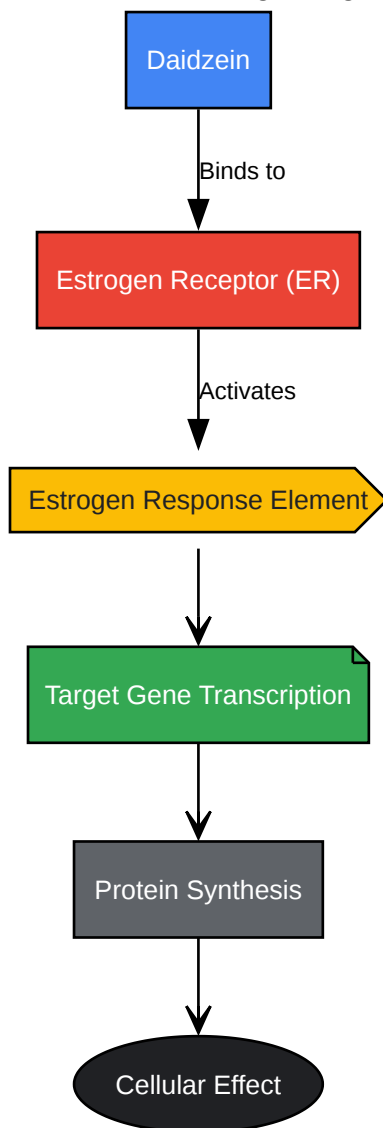 Daidzein
Binds to
Estrogen Receptor (ER)
Activates
Estrogen Response Element
Target Gene Transcription
Protein Synthesis
Cellular Effect